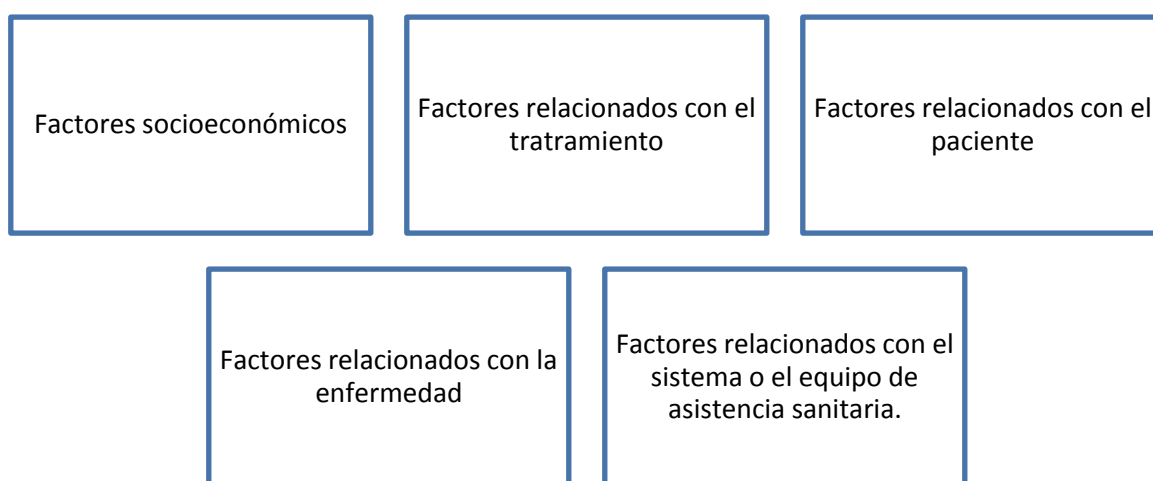 Factores socioeconómicos
Factores relacionados con el
tratramiento
Factores relacionados con el
paciente
Factores relacionados con la
enfermedad
Factores relacionados con el
sistema o el equipo de
asistencia sanitaria.